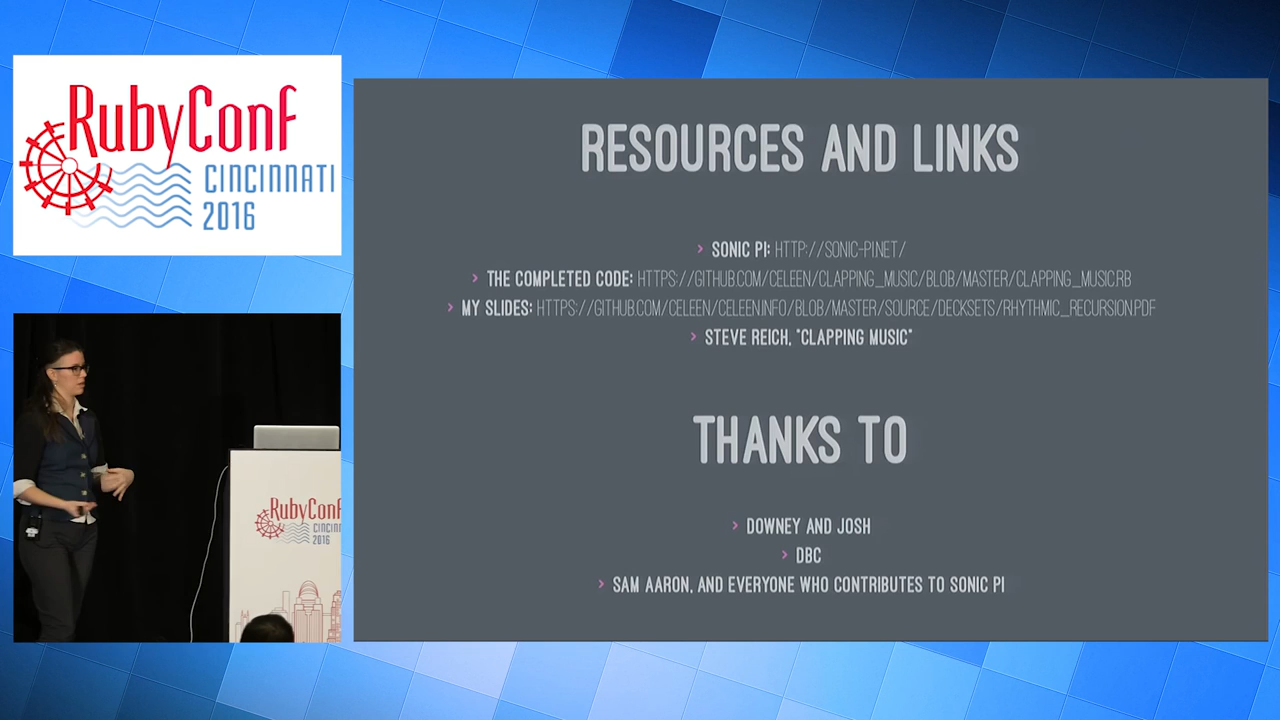 RubyConf
CINCINNATI
2016
RESOURCES AND LINKS
› SONIC PI: HTTP://SONIC-PI.NET/
› THE COMPLETED CODE: HTTPS://GITHUB.COM/CELEEN/CLAPPING_MUSIC/BLOB/MASTER/CLAPPING_MUSIC.RB
› MY SLIDES: HTTPS://GITHUB.COM/CELEEN/CELEEN.INFO/BLOB/MASTER/SOURCE/DECKSETS/RHYTHMIC_RECURSION.PDF
› STEVE REICH, "CLAPPING MUSIC"
THANKS TO
› DOWNEY AND JOSH
› DBC
› SAM AARON, AND EVERYONE WHO CONTRIBUTES TO SONIC PI
RubyConf
CINCINN
2016